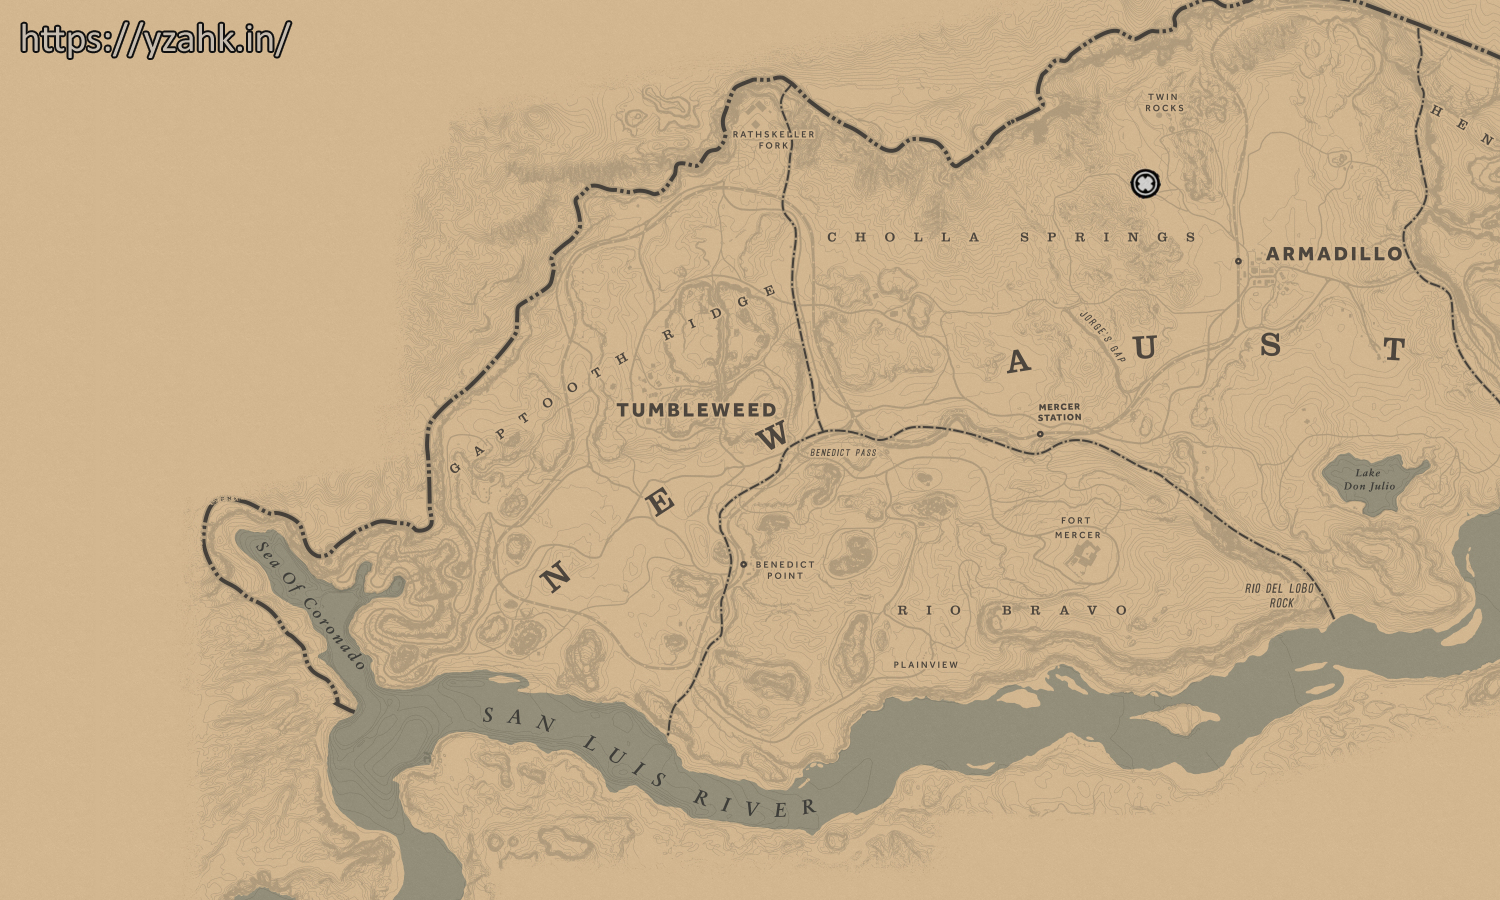 https://yzahk.in/
TWIN
ROCKS
HEN
RATHSKELLER
FORK
CHOLLA SPRINGS
ARMADILLO
GAPTOOTH RIDGE
JORGE'S GAP
NEW AUST
TUMBLEWEED
MERCER
STATION
BENEDICT PASS
Lake
Don Julio
FORT
MERCER
Sea Of Coronado
BENEDICT
POINT
RIO DEL LOBO
ROCK
RIO BRAVO
PLAINVIEW
SAN LUIS RIVER